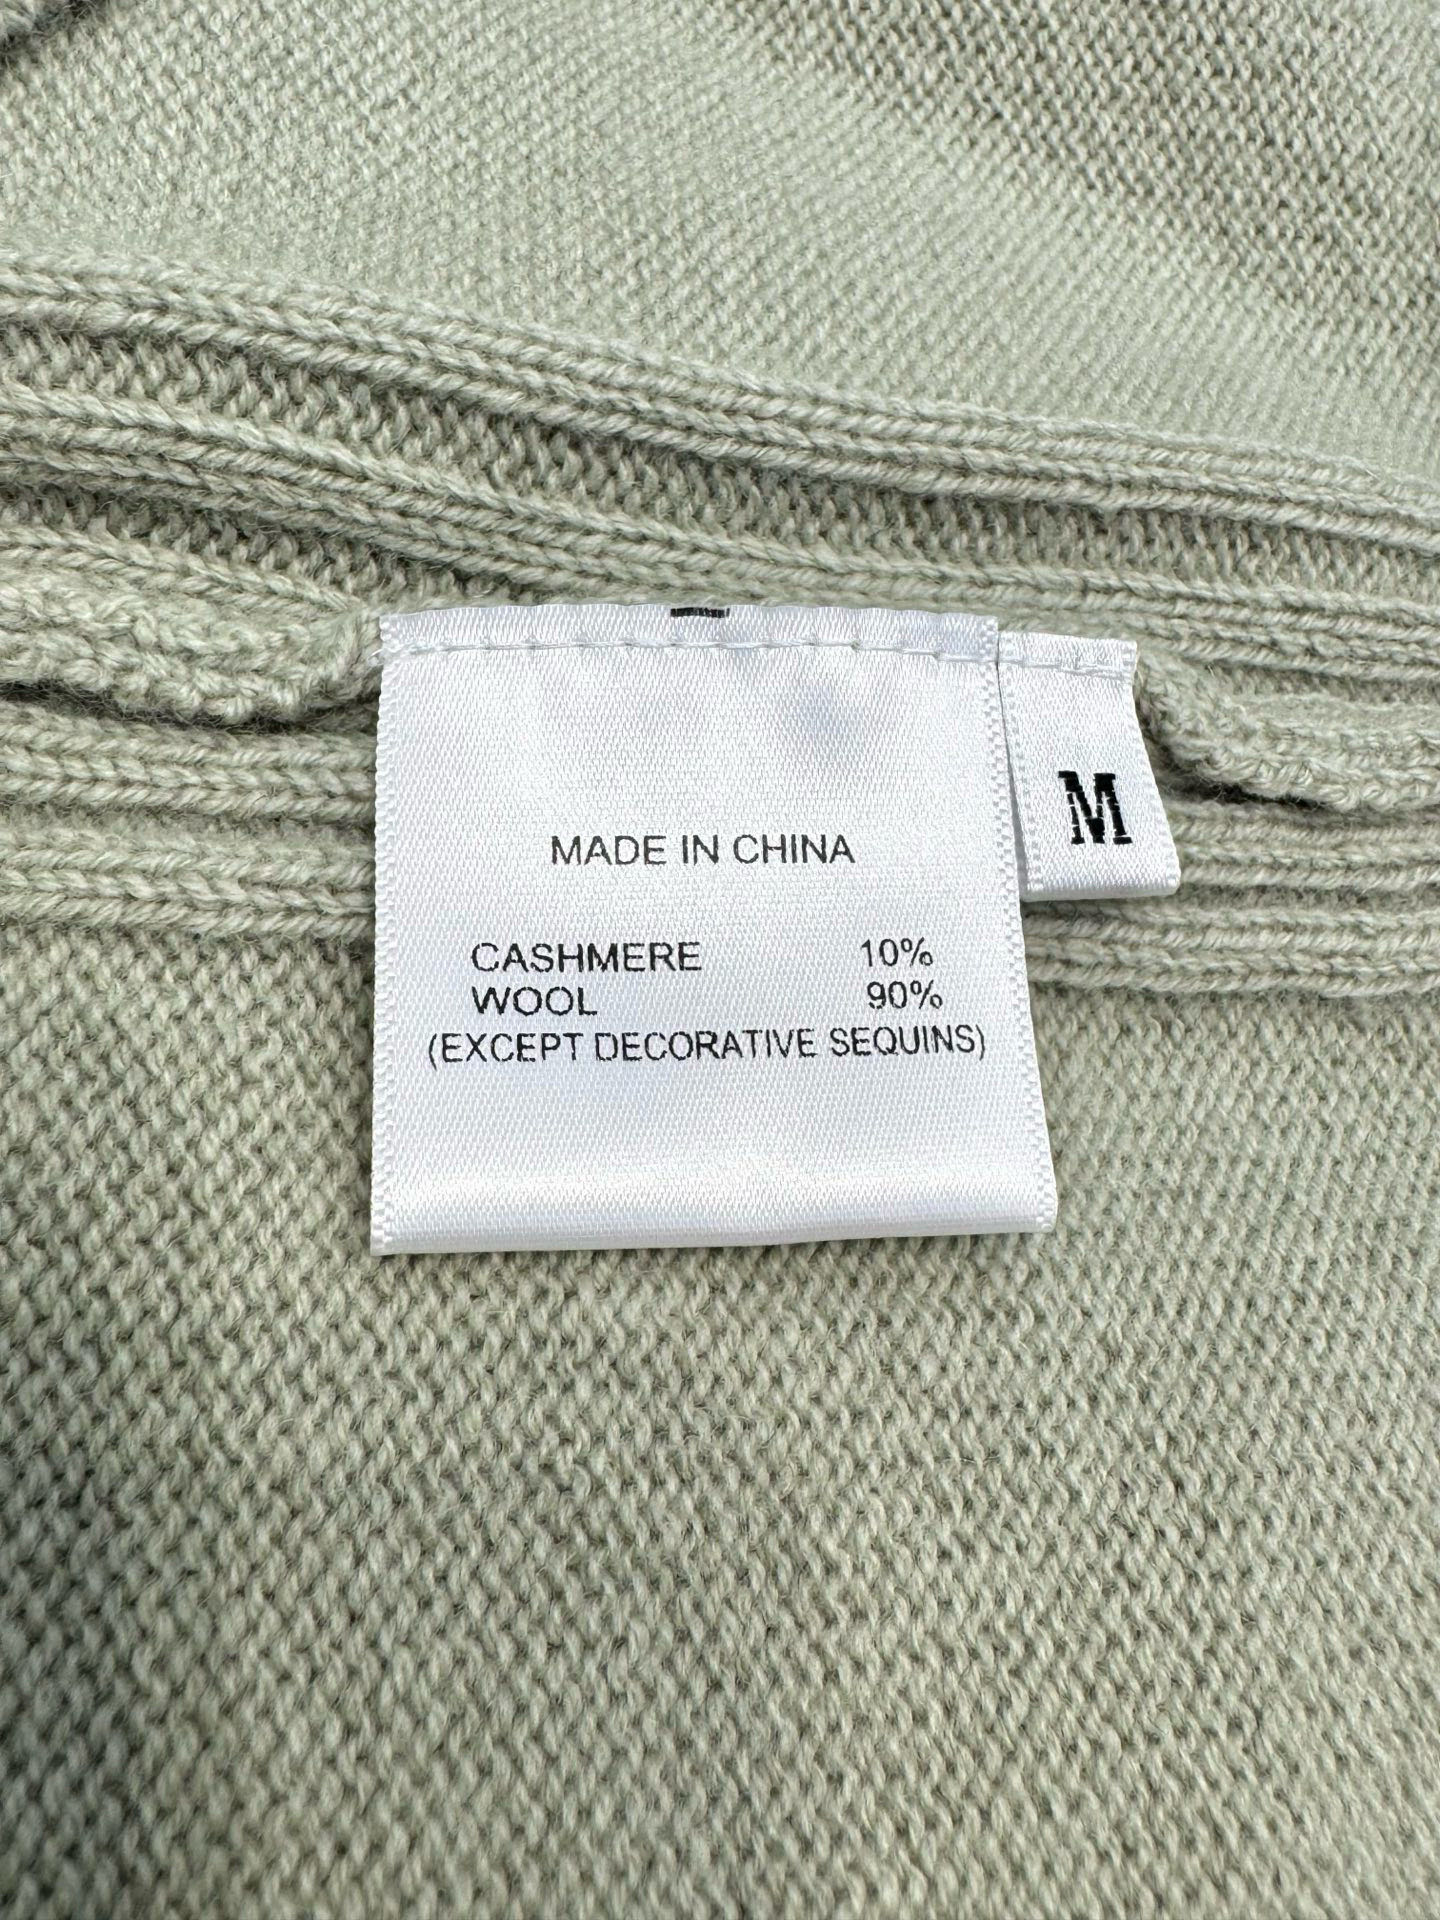 MADE IN CHINA
M
CASHMERE 10%
WOOL 90%
(EXCEPT DECORATIVE SEQUINS)